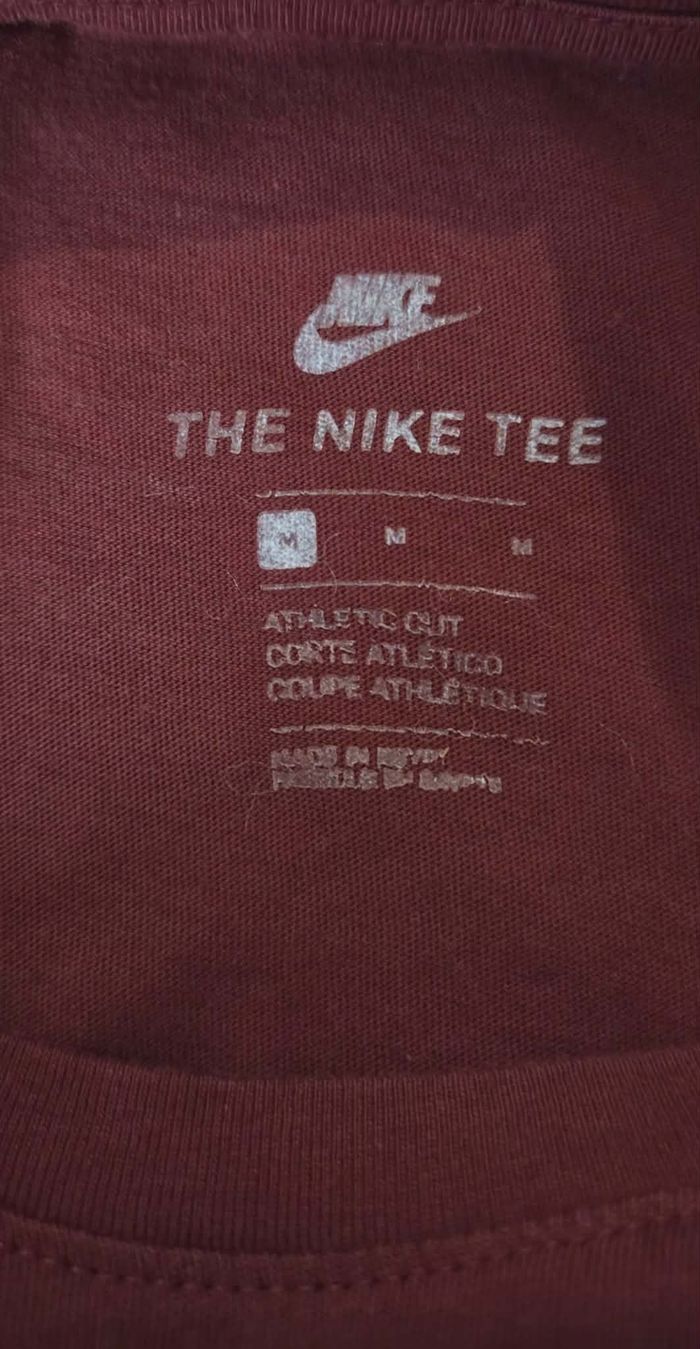 NIKE
THE NIKE TEE
M M M
ATHLETIC CUT
CORTE ATLÉTICO
COUPE ATHLÉTIQUE
MADE IN EGYPT